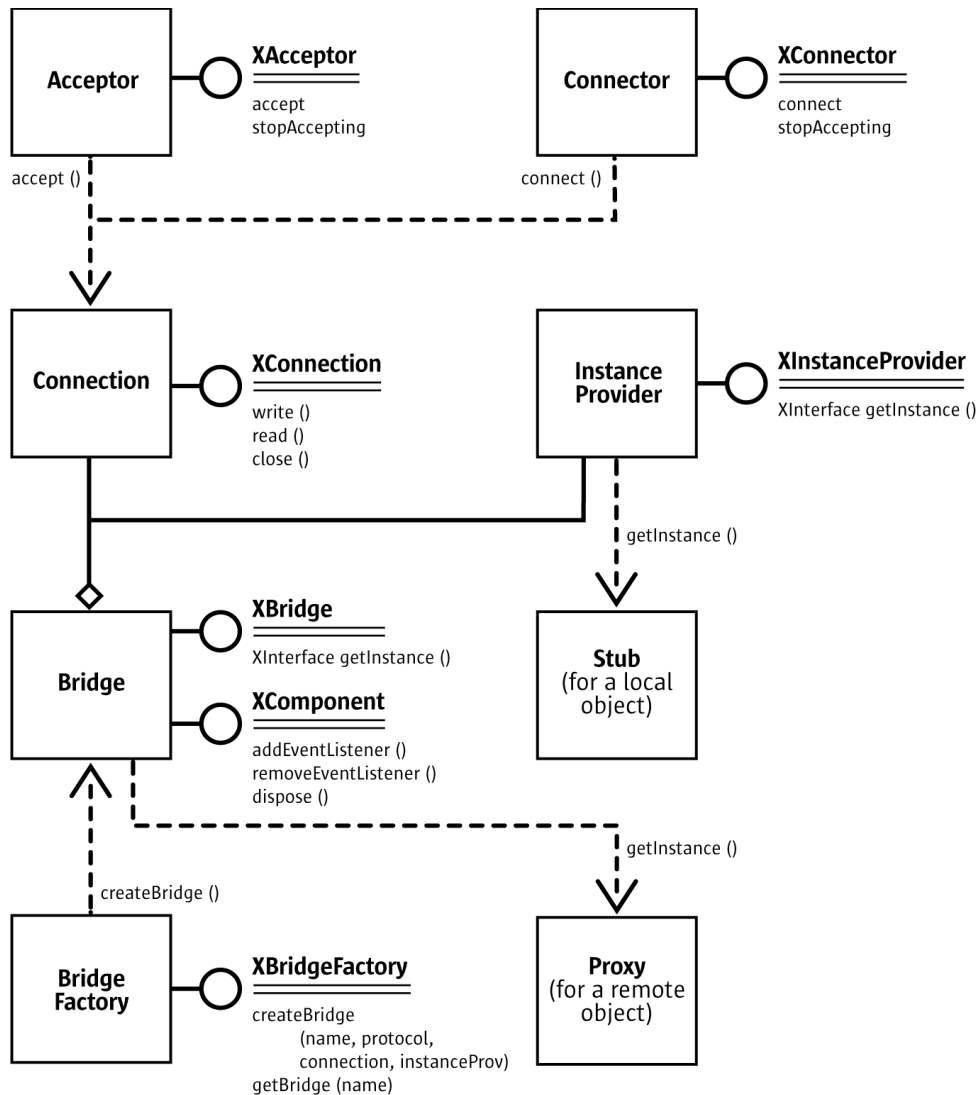 Acceptor
XAcceptor
accept
stopAccepting
Connector
XConnector
connect
stopAccepting
accept ()
connect ()
Connection
XConnection
write ()
read ()
close ()
Instance
Provider
XInstanceProvider
XInterface getInstance ()
getInstance ()
Bridge
XBridge
XInterface getInstance ()
XComponent
addEventListener ()
removeEventListener ()
dispose ()
Stub
(for a local
object)
getInstance ()
createBridge ()
Bridge
Factory
XBridgeFactory
createBridge
(name, protocol,
connection, instanceProv)
getBridge (name)
Proxy
(for a remote
object)